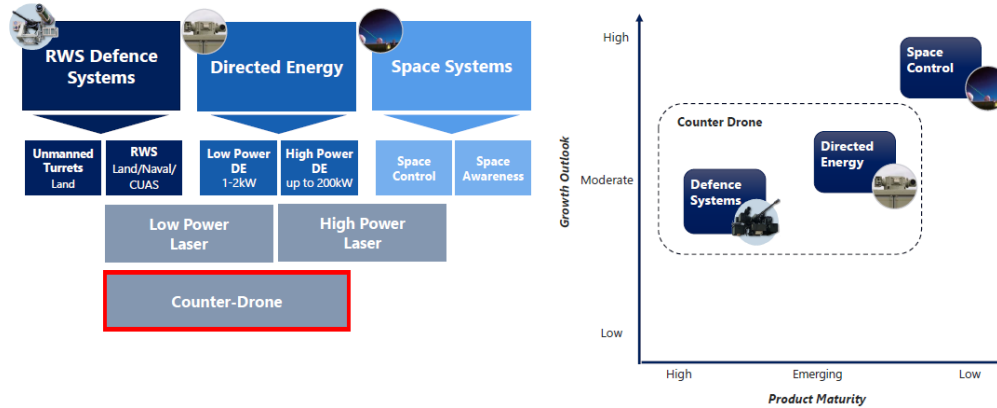 RWS Defence
Systems
Directed Energy
Space Systems
Unmanned
Turrets
Land
RWS
Land/Naval/
CUAS
Low Power
DE
1-2kW
High Power
DE
up to 200kW
Space
Control
Space
Awareness
Low Power
Laser
High Power
Laser
Counter-Drone
Growth Outlook
High
Moderate
Low
Space
Control
Counter Drone
Directed
Energy
Defence
Systems
High
Emerging
Low
Product Maturity